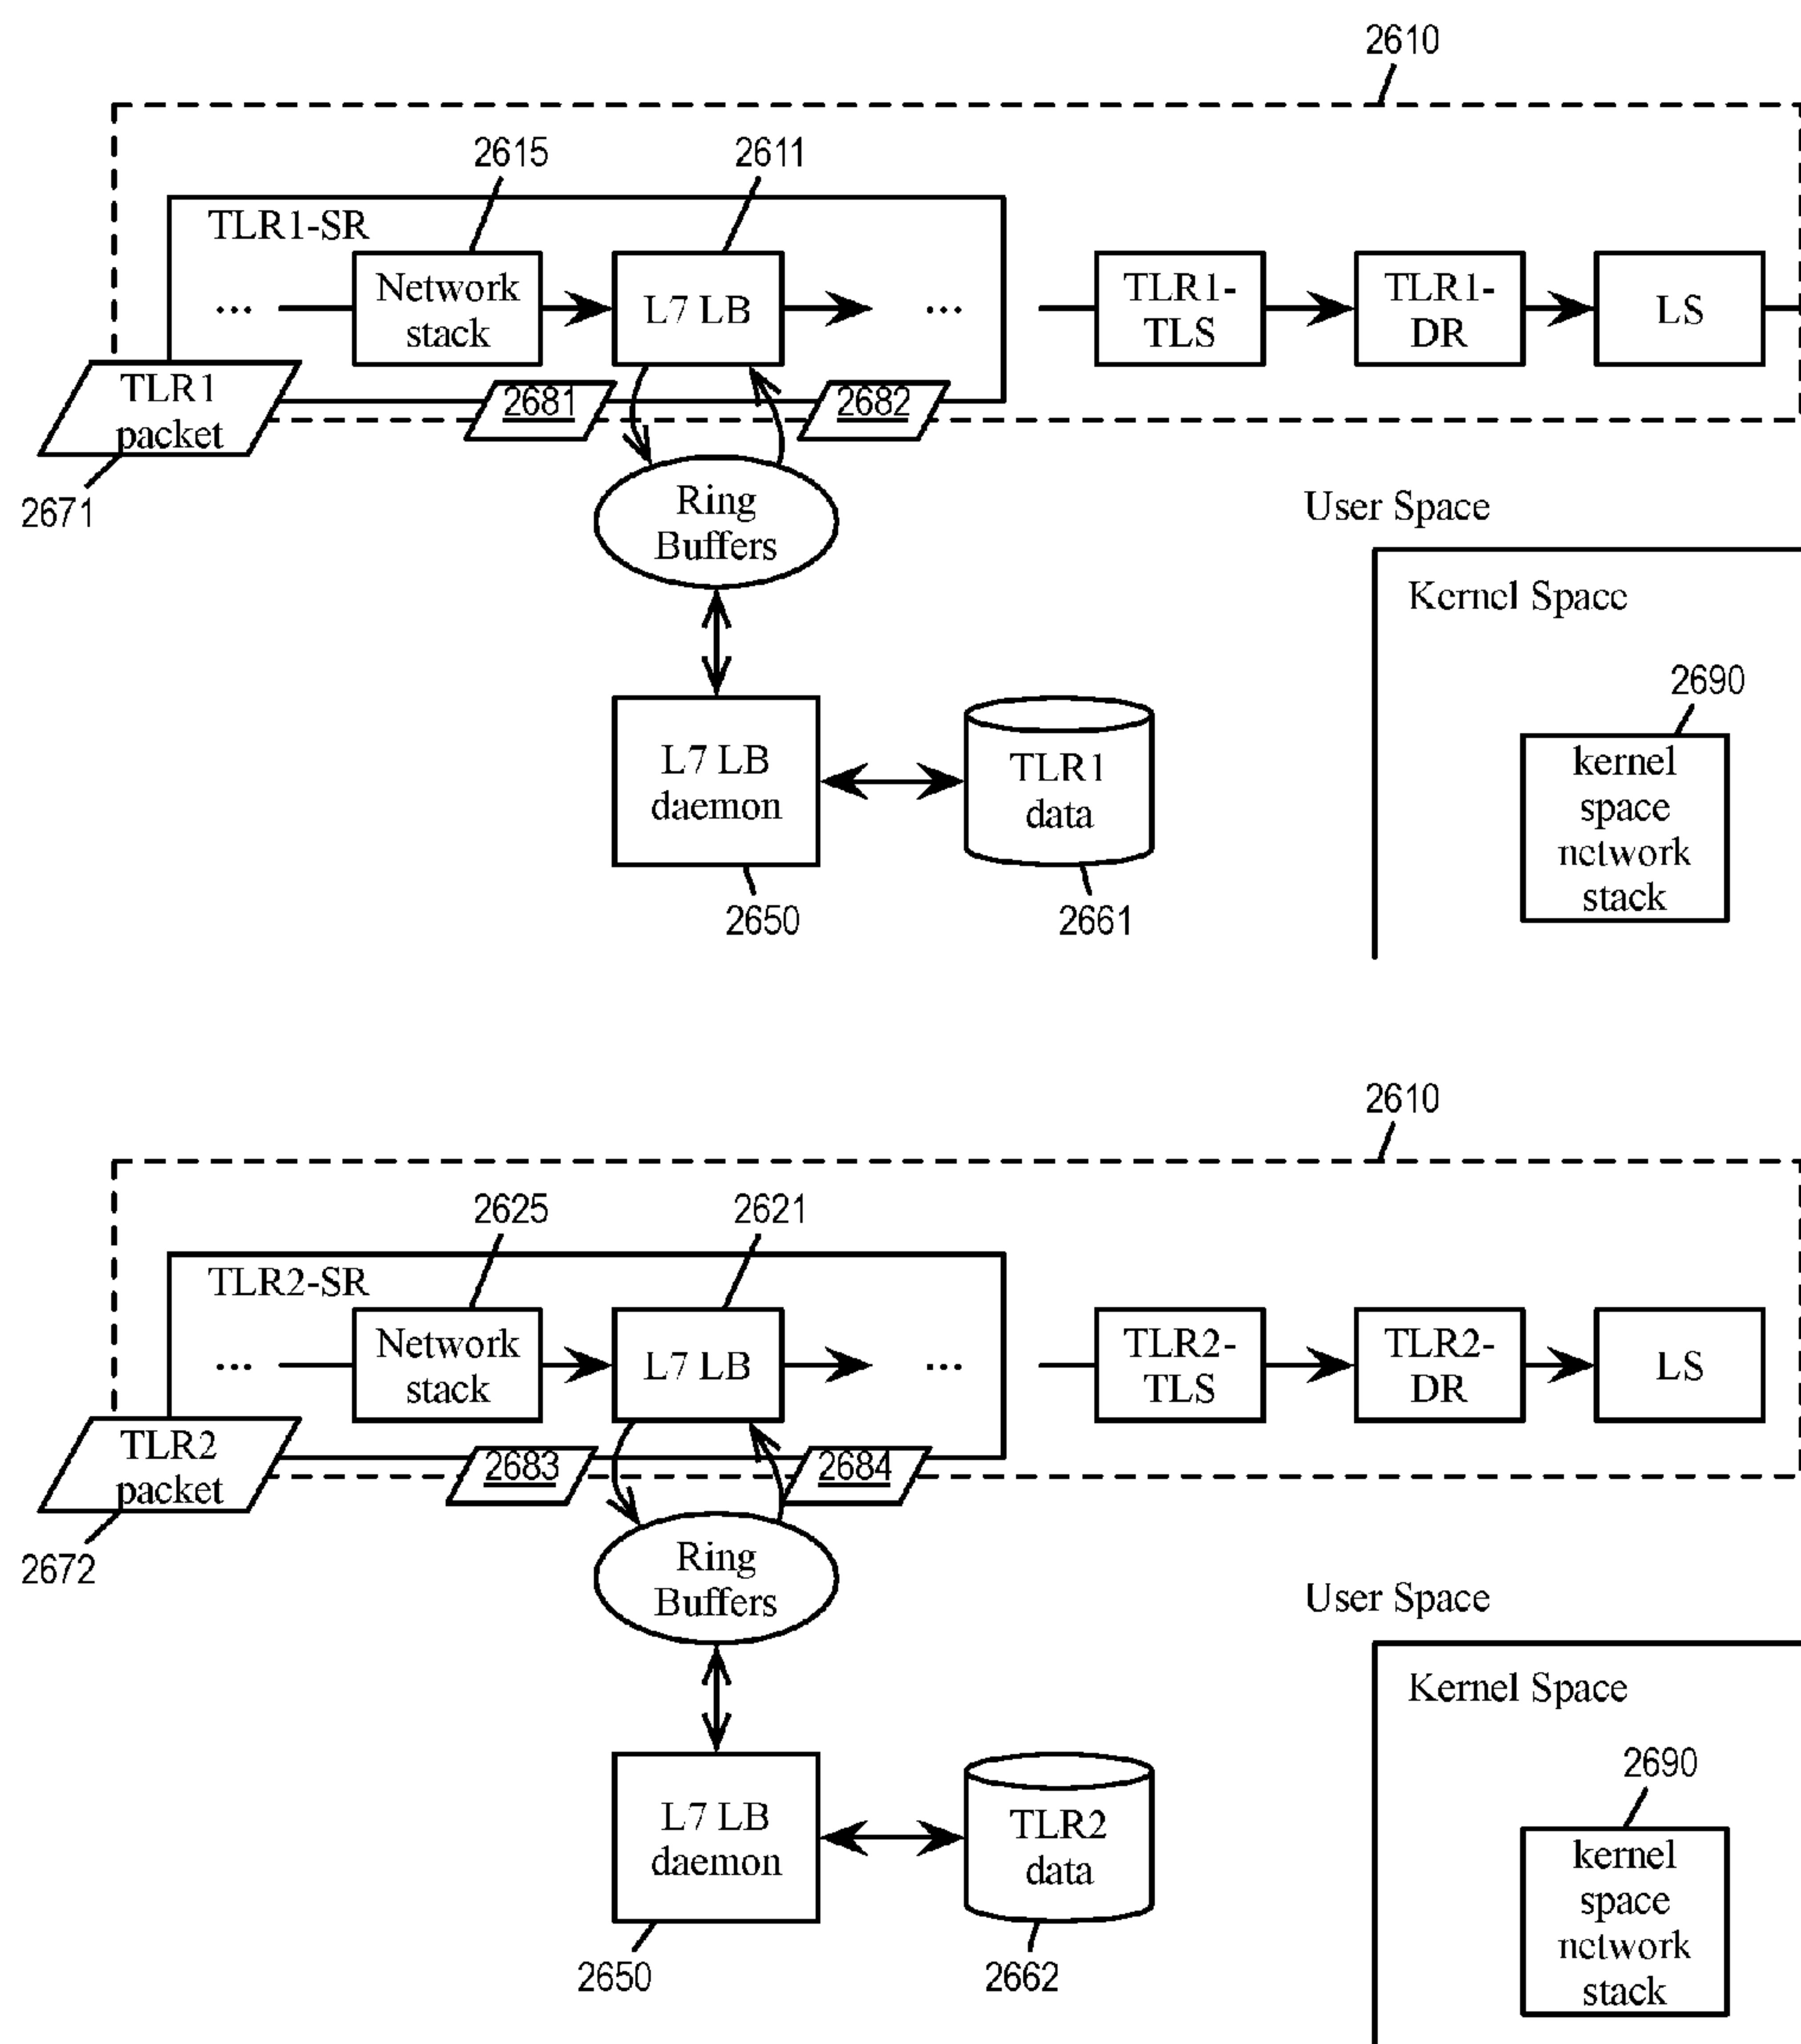 2610
2615
2611
TLR1-SR
...
Network
stack
L7 LB
...
TLR1-
TLS
TLR1-
DR
LS
TLR1
packet
2681
2682
2671
Ring
Buffers
User Space
Kernel Space
2690
L7 LB
daemon
TLR1
data
kernel
space
network
stack
2650
2661
2610
2625
2621
TLR2-SR
...
Network
stack
L7 LB
...
TLR2-
TLS
TLR2-
DR
LS
TLR2
packet
2683
2684
2672
Ring
Buffers
User Space
Kernel Space
2690
L7 LB
daemon
TLR2
data
kernel
space
network
stack
2650
2662